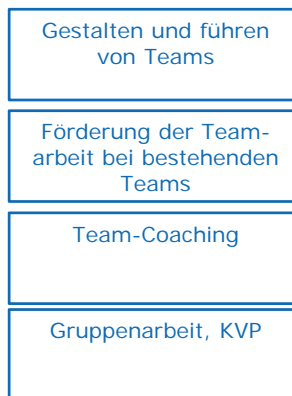 Gestalten und führen
von Teams
Förderung der Team-
arbeit bei bestehenden
Teams
Team-Coaching
Gruppenarbeit, KVP